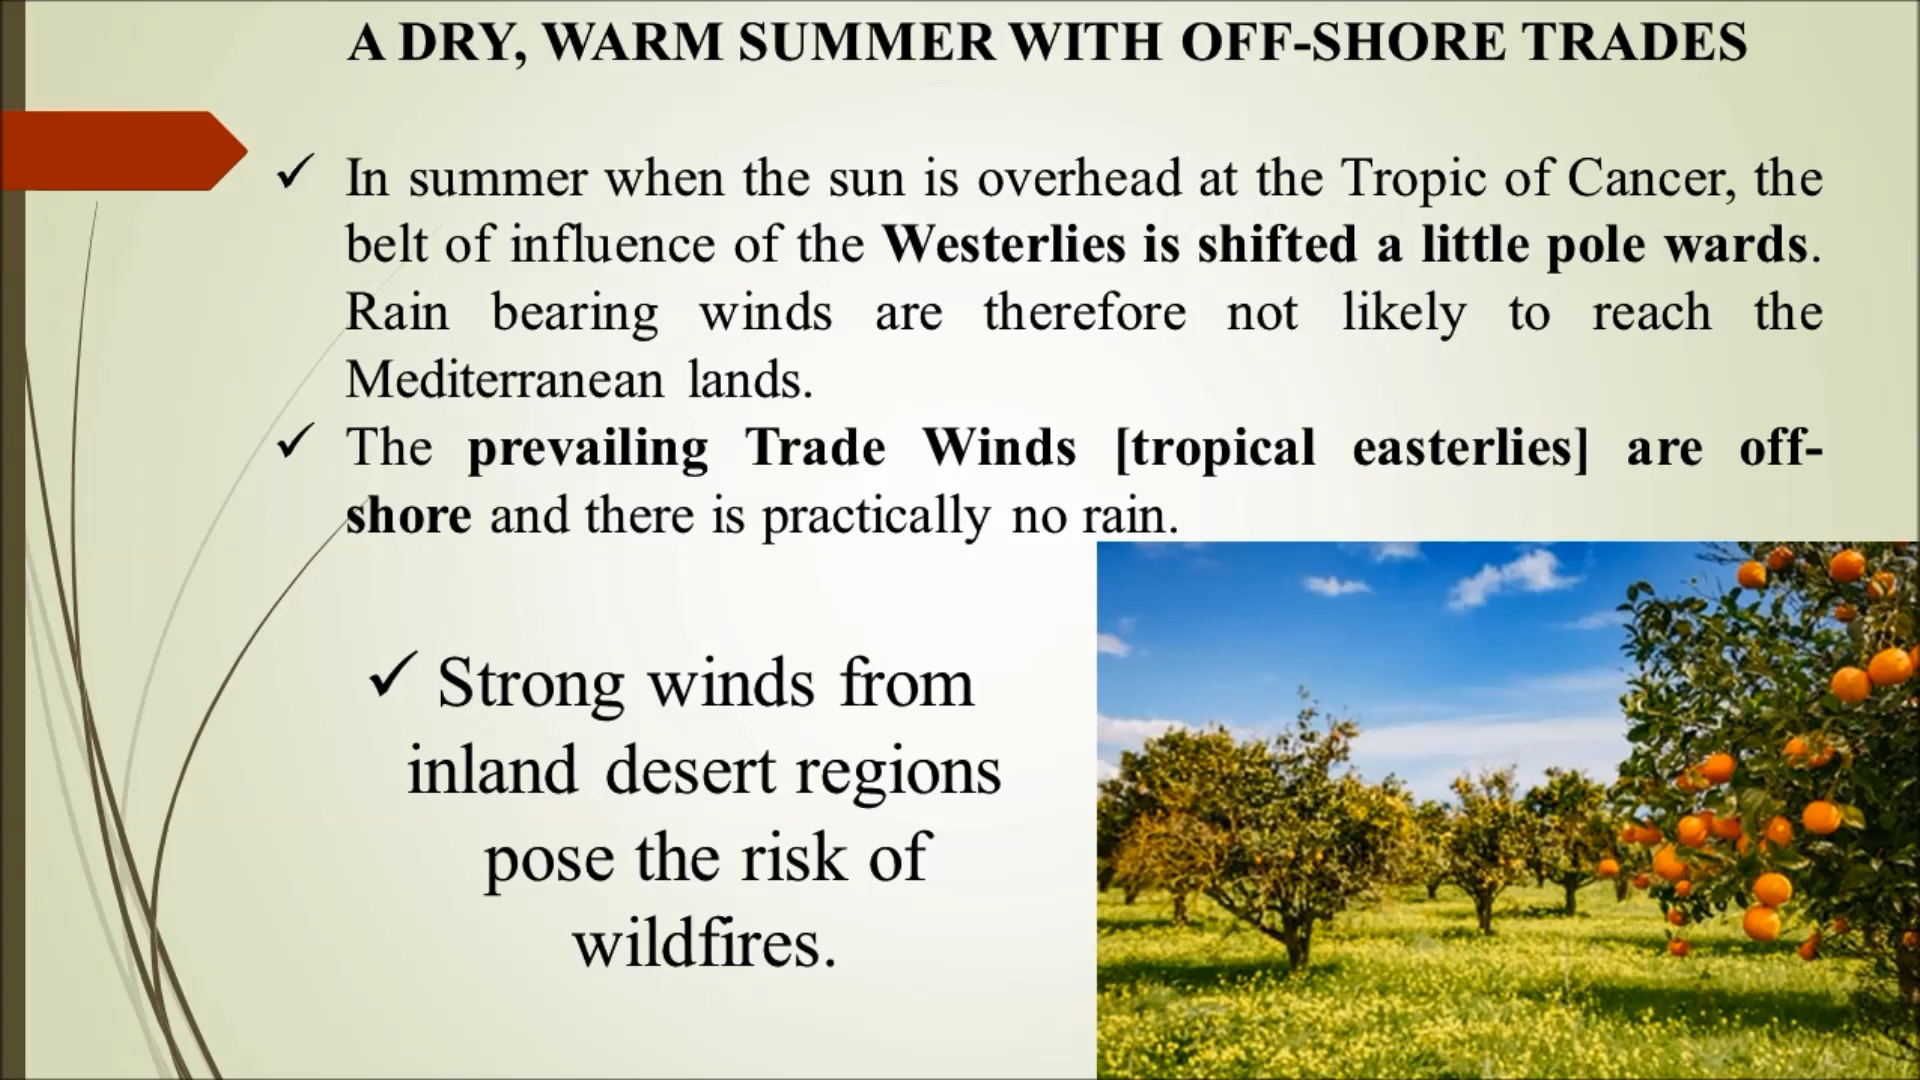 A DRY, WARM SUMMER WITH OFF-SHORE TRADES
✓ In summer when the sun is overhead at the Tropic of Cancer, the
belt of influence of the Westerlies is shifted a little pole wards.
Rain bearing winds are therefore not likely to reach the
Mediterranean lands.
✓ The prevailing Trade Winds [tropical easterlies] are off-
shore and there is practically no rain.
✓ Strong winds from
inland desert regions
pose the risk of
wildfires.